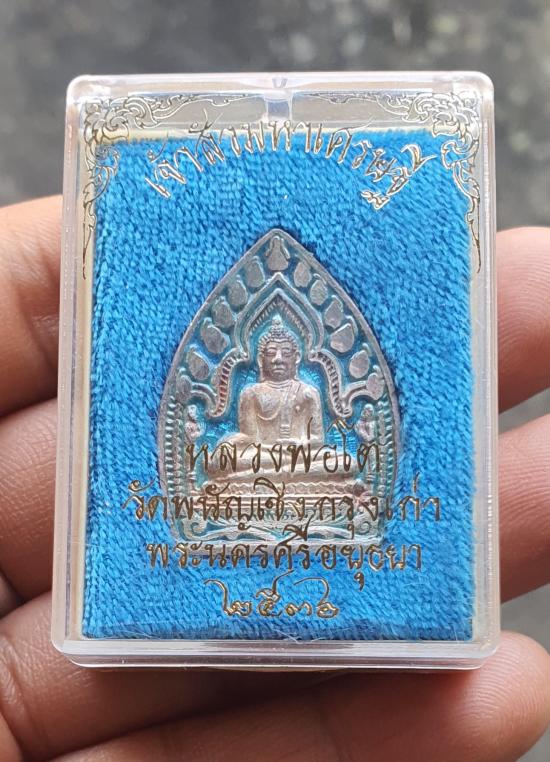 เจ้าสัวมหาเศรษฐี
หลวงพ่อโต
วัดพนัญเชิง กรุงเก่า
พระนครศรีอยุธยา
๒๕๓๖